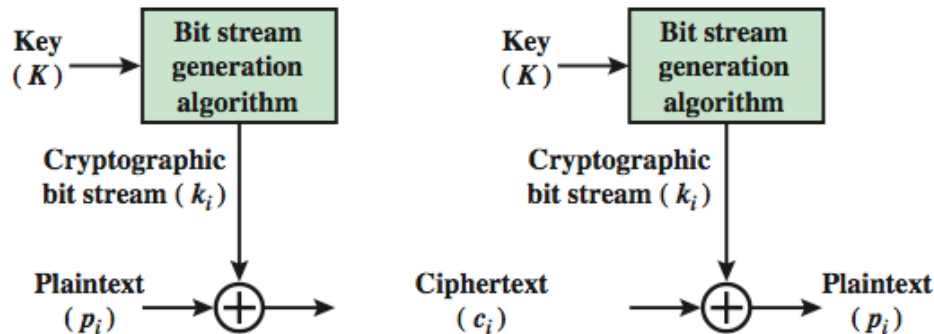 Key
( K )
Bit stream
generation
algorithm
Cryptographic
bit stream ( kᵢ )
Plaintext
( pᵢ )
Key
( K )
Bit stream
generation
algorithm
Cryptographic
bit stream ( kᵢ )
Ciphertext
( cᵢ )
Plaintext
( pᵢ )